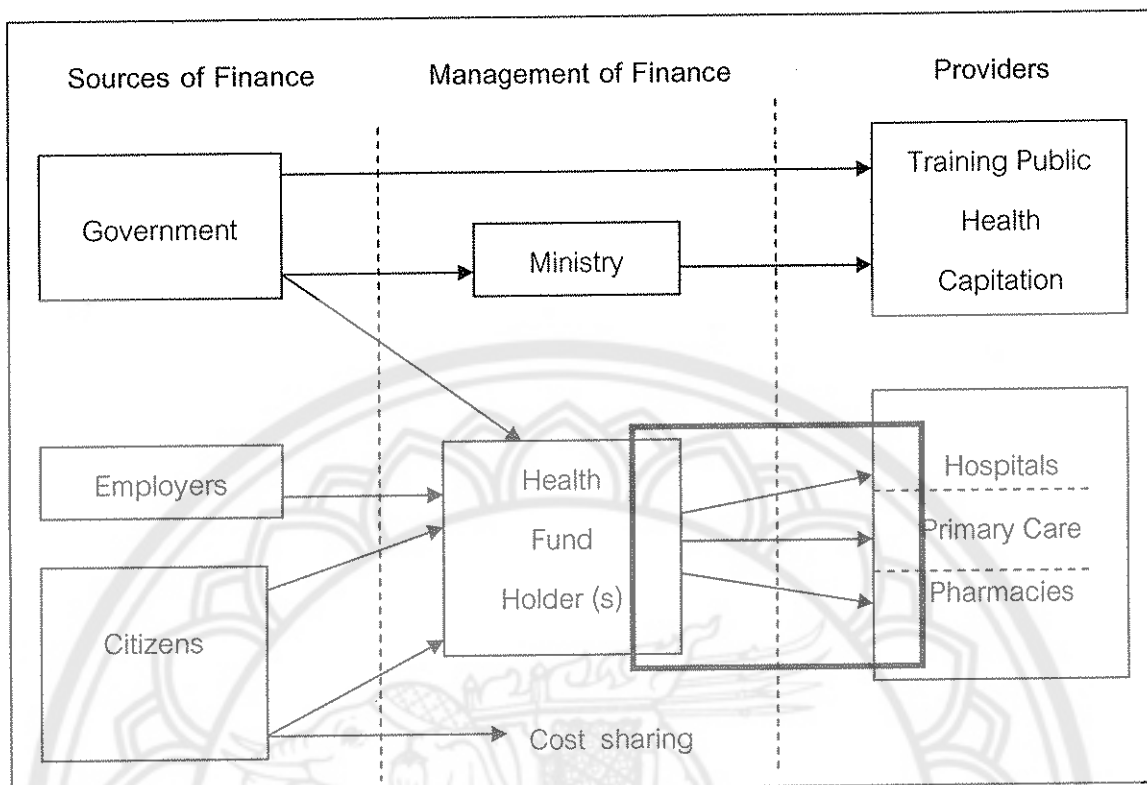 Sources of Finance
Management of Finance
Providers
Government
Ministry
Training Public
Health
Capitation
Employers
Citizens
Health
Fund
Holder (s)
Cost sharing
Hospitals
Primary Care
Pharmacies